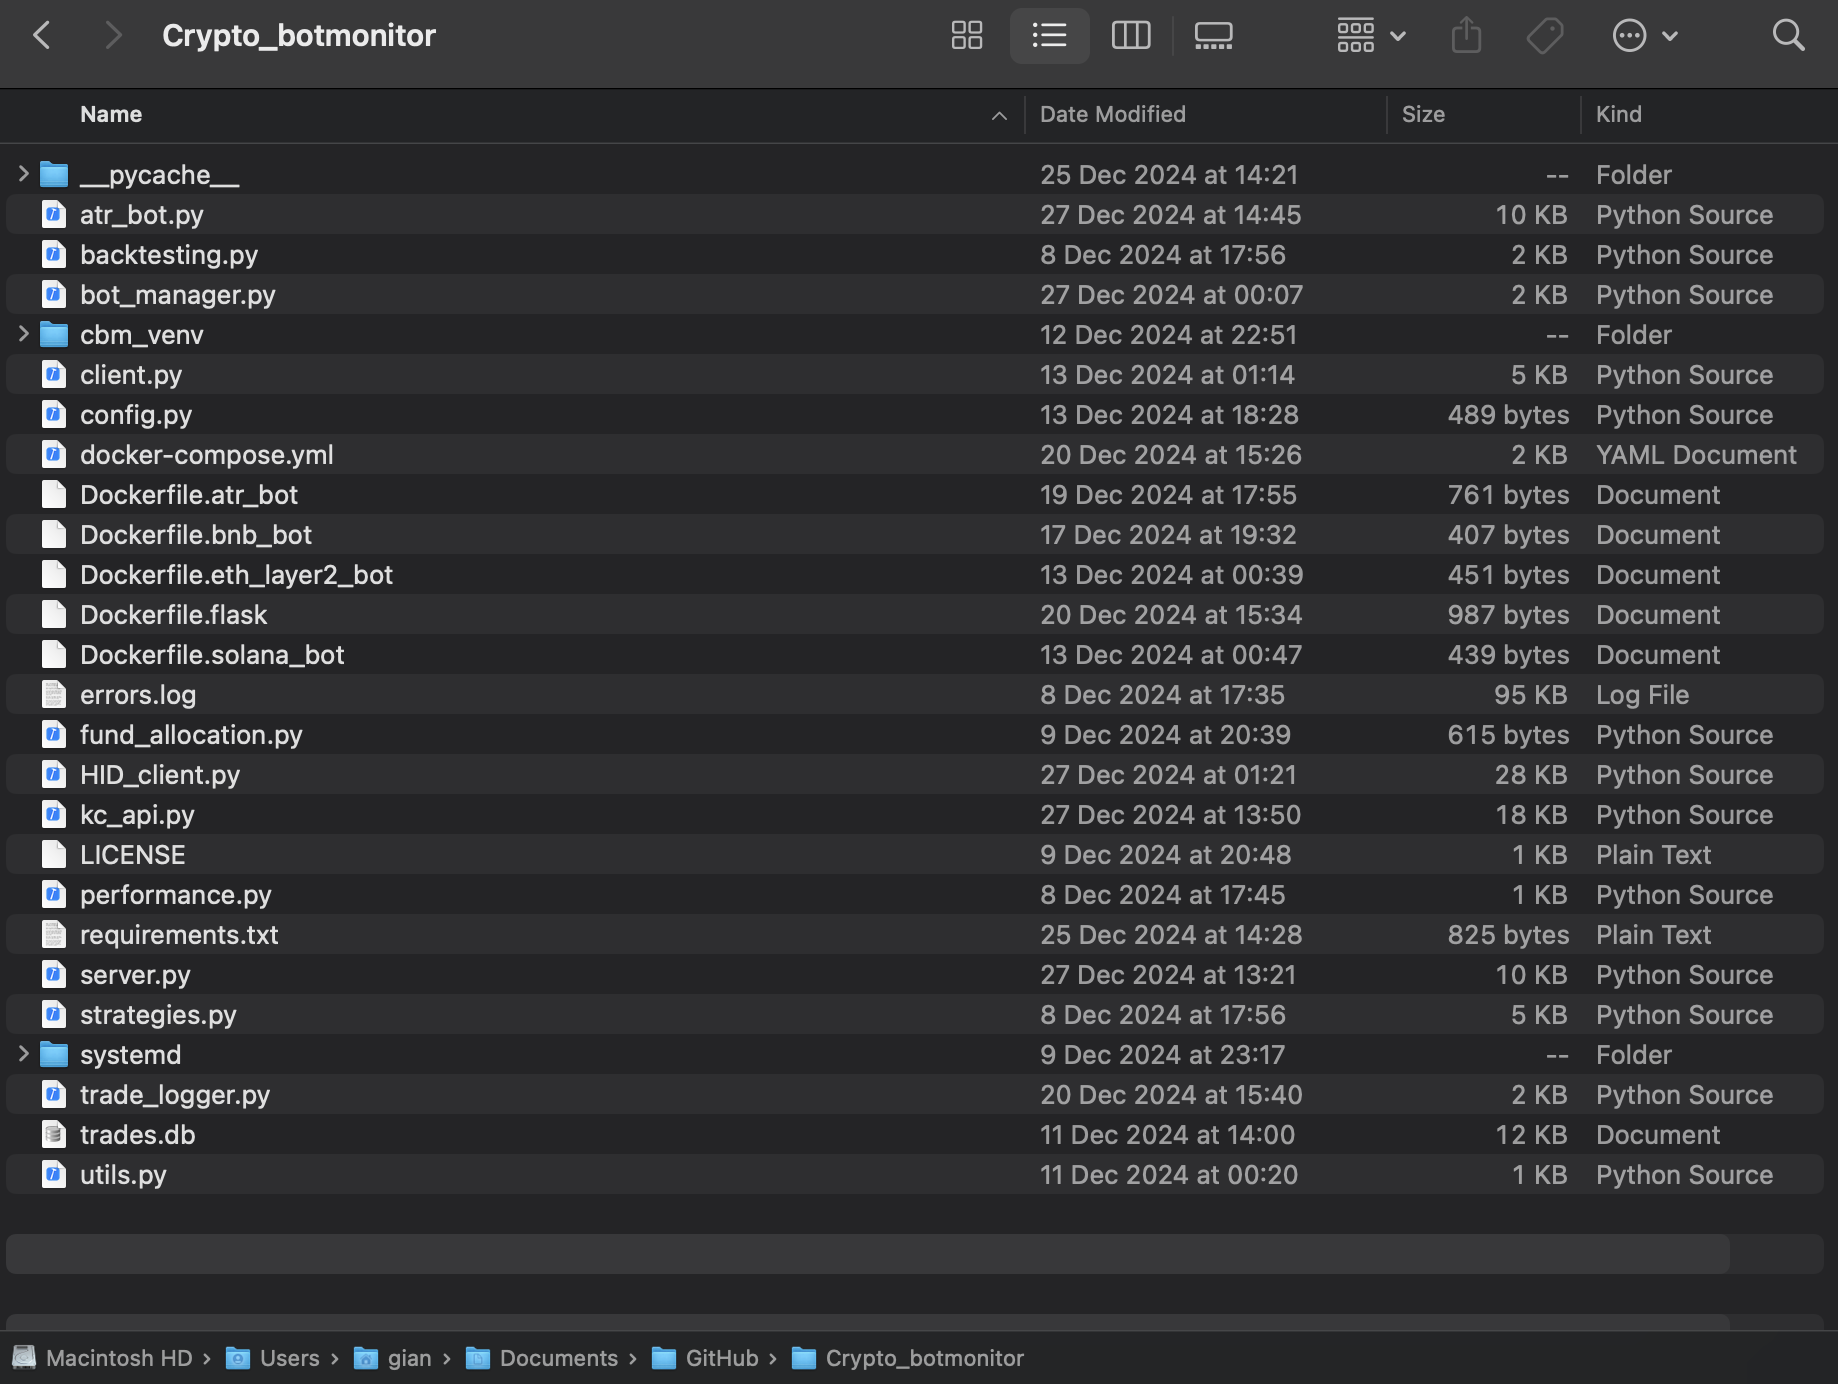 Crypto_botmonitor
Name Date Modified Size Kind
__pycache__ 25 Dec 2024 at 14:21 -- Folder
atr_bot.py 27 Dec 2024 at 14:45 10 KB Python Source
backtesting.py 8 Dec 2024 at 17:56 2 KB Python Source
bot_manager.py 27 Dec 2024 at 00:07 2 KB Python Source
cbm_venv 12 Dec 2024 at 22:51 -- Folder
client.py 13 Dec 2024 at 01:14 5 KB Python Source
config.py 13 Dec 2024 at 18:28 489 bytes Python Source
docker-compose.yml 20 Dec 2024 at 15:26 2 KB YAML Document
Dockerfile.atr_bot 19 Dec 2024 at 17:55 761 bytes Document
Dockerfile.bnb_bot 17 Dec 2024 at 19:32 407 bytes Document
Dockerfile.eth_layer2_bot 13 Dec 2024 at 00:39 451 bytes Document
Dockerfile.flask 20 Dec 2024 at 15:34 987 bytes Document
Dockerfile.solana_bot 13 Dec 2024 at 00:47 439 bytes Document
errors.log 8 Dec 2024 at 17:35 95 KB Log File
fund_allocation.py 9 Dec 2024 at 20:39 615 bytes Python Source
HID_client.py 27 Dec 2024 at 01:21 28 KB Python Source
kc_api.py 27 Dec 2024 at 13:50 18 KB Python Source
LICENSE 9 Dec 2024 at 20:48 1 KB Plain Text
performance.py 8 Dec 2024 at 17:45 1 KB Python Source
requirements.txt 25 Dec 2024 at 14:28 825 bytes Plain Text
server.py 27 Dec 2024 at 13:21 10 KB Python Source
strategies.py 8 Dec 2024 at 17:56 5 KB Python Source
systemd 9 Dec 2024 at 23:17 -- Folder
trade_logger.py 20 Dec 2024 at 15:40 2 KB Python Source
trades.db 11 Dec 2024 at 14:00 12 KB Document
utils.py 11 Dec 2024 at 00:20 1 KB Python Source
Macintosh HD › Users › gian › Documents › GitHub › Crypto_botmonitor